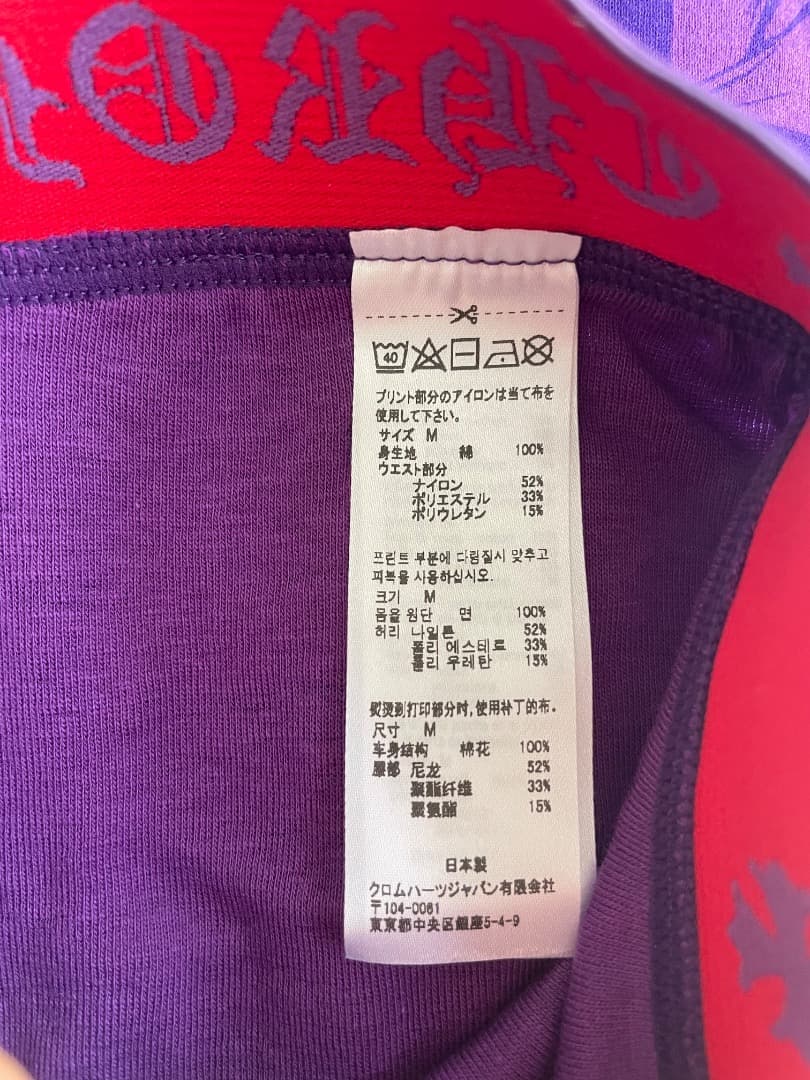 CHRO
40
プリント部分のアイロンは当て布を
使用して下さい。
サイズ M
身生地 綿 100%
ウエスト部分
ナイロン 52%
ポリエステル 33%
ポリウレタン 15%
프린트 부분에 다림질시 맞추고
피복을 사용하십시오.
크기 M
몸을 원단 면 100%
허리 나일론 52%
폴리 에스테르 33%
폴리 우레탄 15%
熨烫到打印部分时,使用补丁的布。
尺寸 M
车身结构 棉花 100%
腰部 尼龙 52%
聚酯纤维 33%
聚氨酯 15%
日本製
クロムハーツジャパン有限会社
〒104-0061
東京都中央区銀座5-4-9